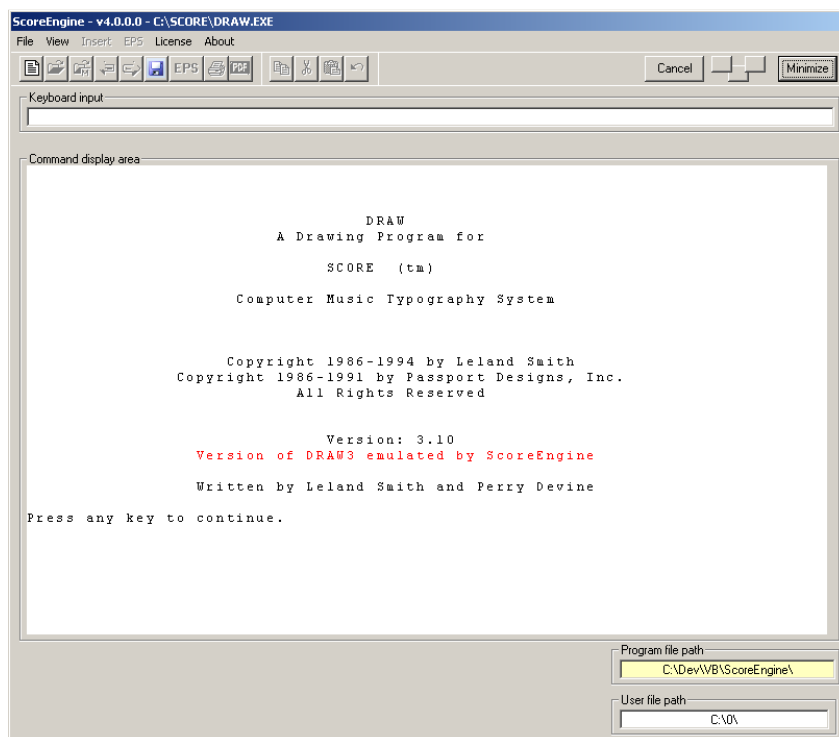 ScoreEngine - v4.0.0.0 - C:\SCORE\DRAW.EXE
File View Insert EPS License About
EPS PDF Cancel Minimize
Keyboard input
Command display area
DRAW
A Drawing Program for
SCORE (tm)
Computer Music Typography System
Copyright 1986-1994 by Leland Smith
Copyright 1986-1991 by Passport Designs, Inc.
All Rights Reserved
Version: 3.10
Version of DRAW3 emulated by ScoreEngine
Written by Leland Smith and Perry Devine
Press any key to continue.
Program file path
C:\Dev\VB\ScoreEngine\
User file path
C:\0\